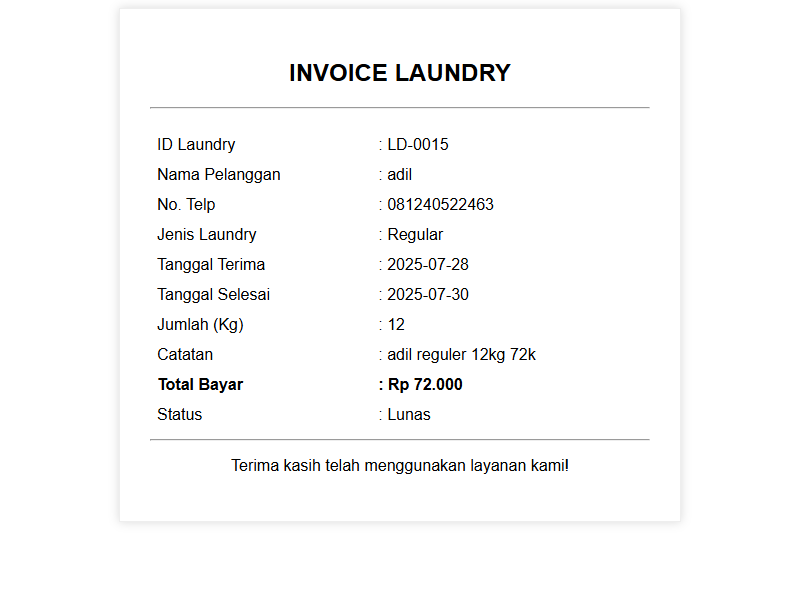 INVOICE LAUNDRY
ID Laundry : LD-0015
Nama Pelanggan : adil
No. Telp : 081240522463
Jenis Laundry : Regular
Tanggal Terima : 2025-07-28
Tanggal Selesai : 2025-07-30
Jumlah (Kg) : 12
Catatan : adil reguler 12kg 72k
Total Bayar : Rp 72.000
Status : Lunas
Terima kasih telah menggunakan layanan kami!